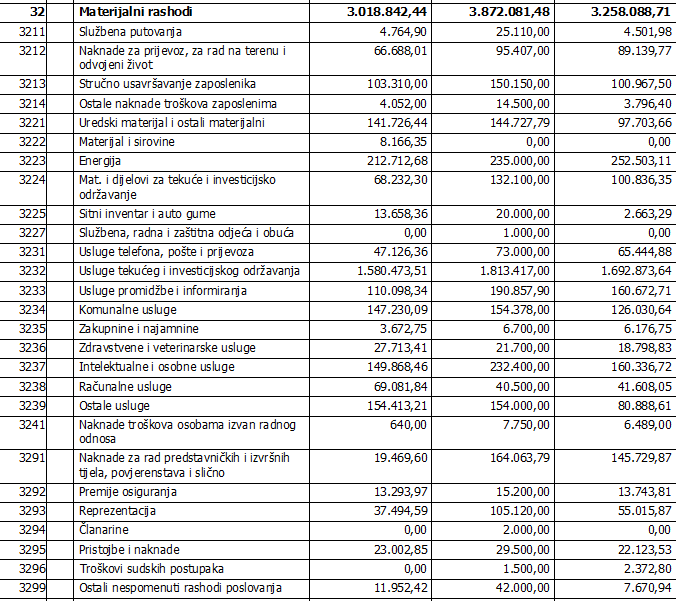 32 Materijalni rashodi 3.018.842,44 3.872.081,48 3.258.088,71
3211 Službena putovanja 4.764,90 25.110,00 4.501,98
3212 Naknade za prijevoz, za rad na terenu i 66.688,01 95.407,00 89.139,77
odvojeni život
3213 Stručno usavršavanje zaposlenika 103.310,00 150.150,00 100.967,50
3214 Ostale naknade troškova zaposlenima 4.052,00 14.500,00 3.796,40
3221 Uredski materijal i ostali materijalni 141.726,44 144.727,79 97.703,66
3222 Materijal i sirovine 8.166,35 0,00 0,00
3223 Energija 212.712,68 235.000,00 252.503,11
3224 Mat. i dijelovi za tekuće i investicijsko 68.232,30 132.100,00 100.836,35
održavanje
3225 Sitni inventar i auto gume 13.658,36 20.000,00 2.663,29
3227 Službena, radna i zaštitna odjeća i obuća 0,00 1.000,00 0,00
3231 Usluge telefona, pošte i prijevoza 47.126,36 73.000,00 65.444,88
3232 Usluge tekućeg i investicijskog održavanja 1.580.473,51 1.813.417,00 1.692.873,64
3233 Usluge promidžbe i informiranja 110.098,34 190.857,90 160.672,71
3234 Komunalne usluge 147.230,09 154.378,00 126.030,64
3235 Zakupnine i najamnine 3.672,75 6.700,00 6.176,75
3236 Zdravstvene i veterinarske usluge 27.713,41 21.700,00 18.798,83
3237 Intelektualne i osobne usluge 149.868,46 232.400,00 160.336,72
3238 Računalne usluge 69.081,84 40.500,00 41.608,05
3239 Ostale usluge 154.413,21 154.000,00 80.888,61
3241 Naknade troškova osobama izvan radnog 640,00 7.750,00 6.489,00
odnosa
3291 Naknade za rad predstavničkih i izvršnih 19.469,60 164.063,79 145.729,87
tijela, povjerenstava i slično
3292 Premije osiguranja 13.293,97 15.200,00 13.743,81
3293 Reprezentacija 37.494,59 105.120,00 55.015,87
3294 Članarine 0,00 2.000,00 0,00
3295 Pristojbe i naknade 23.002,85 29.500,00 22.123,53
3296 Troškovi sudskih postupaka 0,00 1.500,00 2.372,80
3299 Ostali nespomenuti rashodi poslovanja 11.952,42 42.000,00 7.670,94